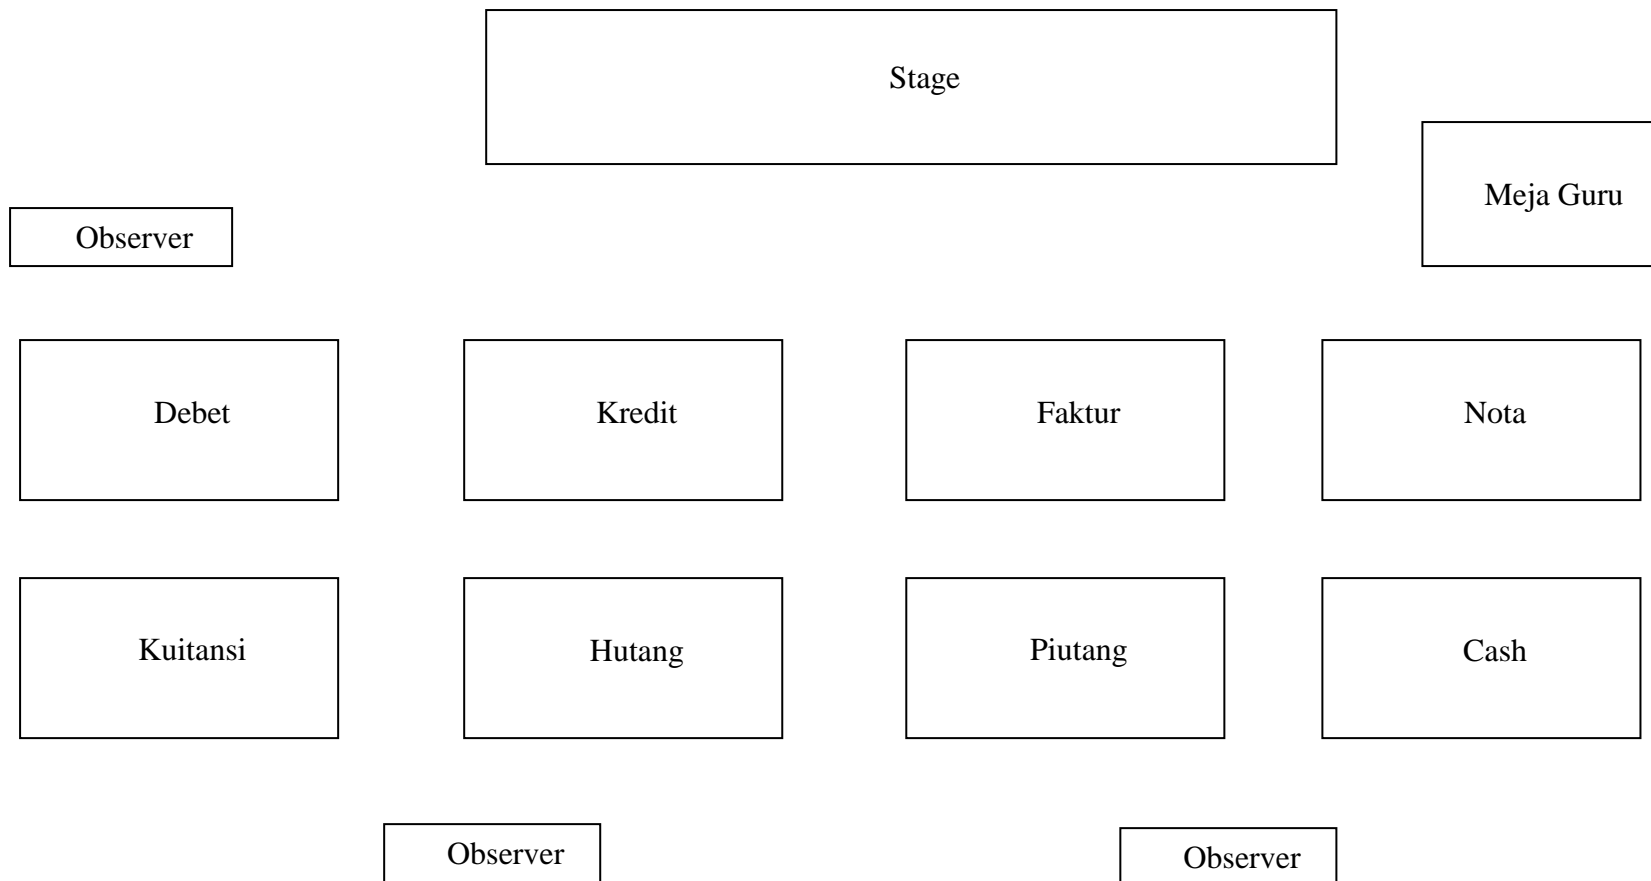 Stage
Meja Guru
Observer
Debet
Kredit
Faktur
Nota
Kuitansi
Hutang
Piutang
Cash
Observer
Observer